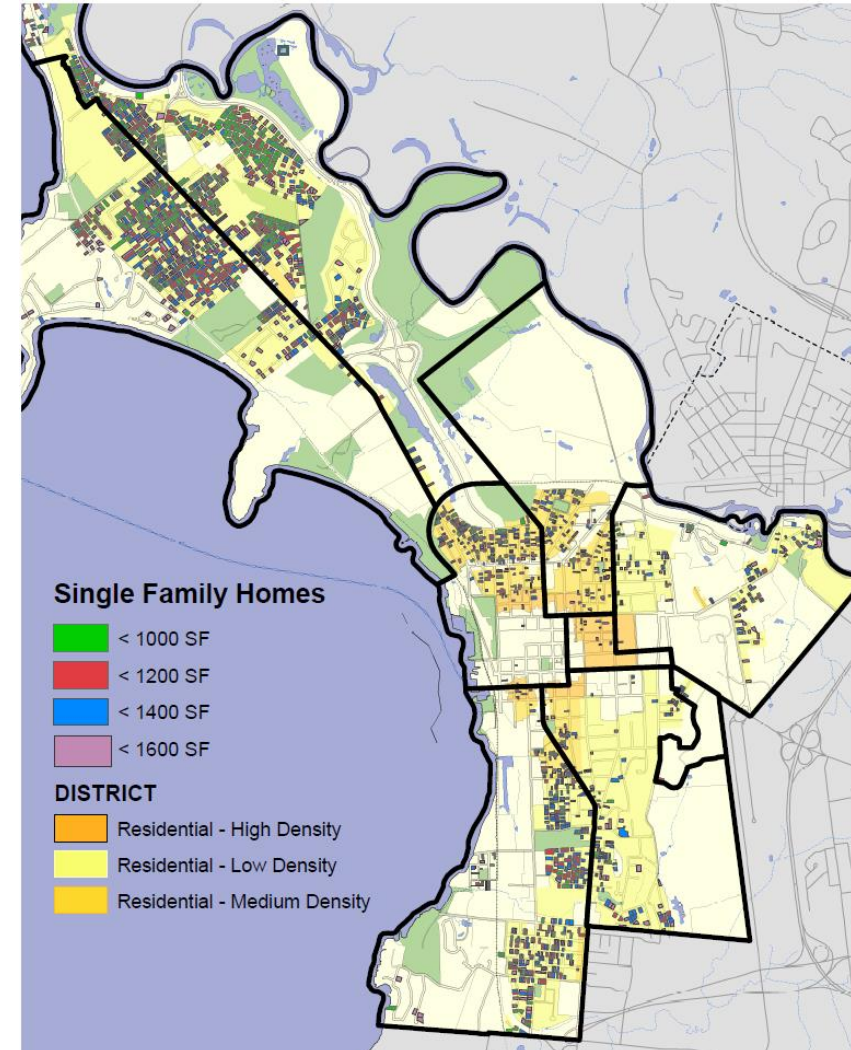 Single Family Homes
< 1000 SF
< 1200 SF
< 1400 SF
< 1600 SF
DISTRICT
Residential - High Density
Residential - Low Density
Residential - Medium Density